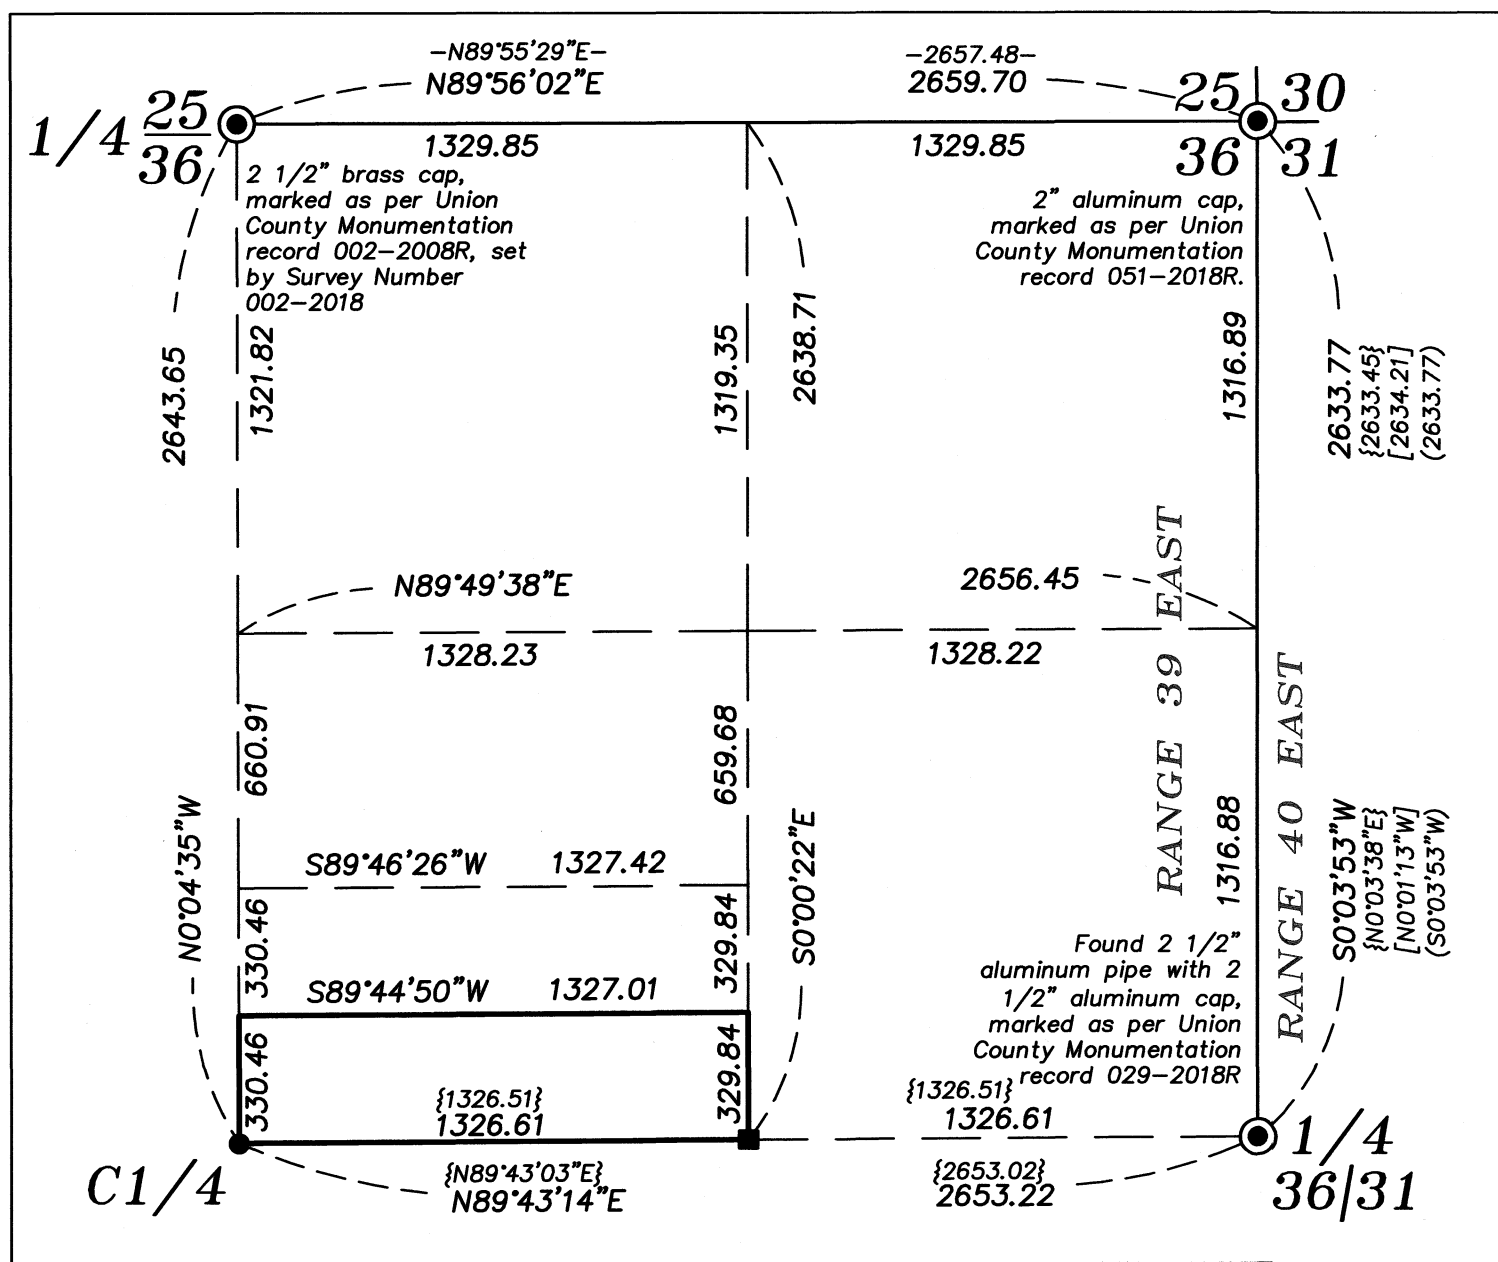 –N89°55'29"E–
N89°56'02"E
–2657.48–
2659.70
1/4 25
36
25 30
36 31
1329.85
1329.85
2 1/2" brass cap,
marked as per Union
County Monumentation
record 002–2008R, set
by Survey Number
002–2018
2" aluminum cap,
marked as per Union
County Monumentation
record 051–2018R.
2643.65
1321.82
1319.35
2638.71
1316.89
2633.77
{2633.45}
[2634.21]
(2633.77)
N89°49'38"E
2656.45
1328.23
1328.22
RANGE 39 EAST
RANGE 40 EAST
660.91
659.68
1316.88
N0°04'35"W
S0°00'22"E
S0°03'53"W
{N0°03'38"E}
[N0°01'13"W]
(S0°03'53"W)
S89°46'26"W 1327.42
330.46
329.84
S89°44'50"W 1327.01
Found 2 1/2"
aluminum pipe with 2
1/2" aluminum cap,
marked as per Union
County Monumentation
record 029–2018R
330.46
329.84
{1326.51}
1326.61
{1326.51}
1326.61
C1/4
{N89°43'03"E}
N89°43'14"E
{2653.02}
2653.22
1/4
36|31